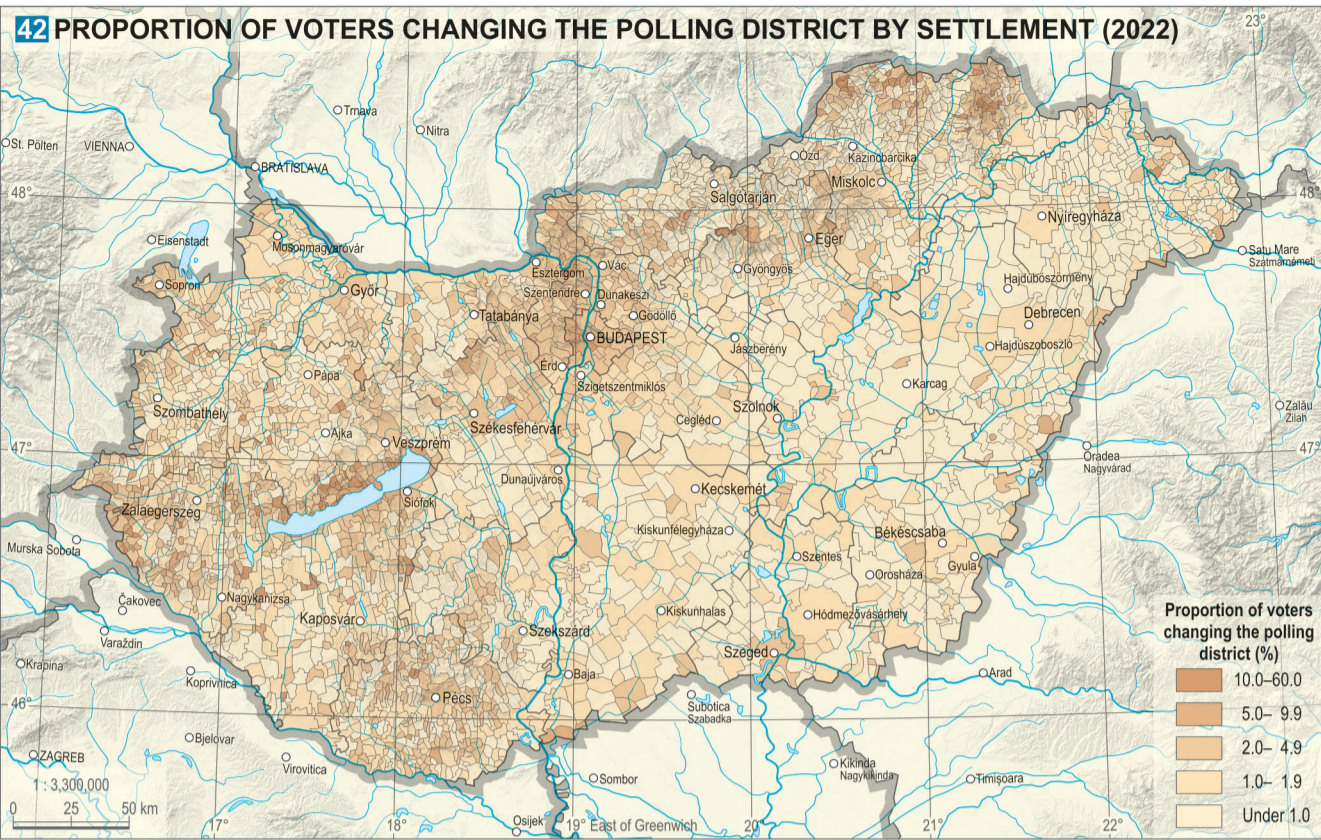 42 PROPORTION OF VOTERS CHANGING THE POLLING DISTRICT BY SETTLEMENT (2022)
23°
Trnava
Nitra
St. Pölten
VIENNA
BRATISLAVA
Ózd
Kazincbarcika
Miskolc
48°
48°
Salgótarján
Nyíregyháza
Eisenstadt
Mosonmagyaróvár
Eger
Satu Mare
Szatmárnémeti
Sopron
Győr
Esztergom
Vác
Gyöngyös
Hajdúböszörmény
Szentendre
Dunakeszi
Tatabánya
Gödöllő
Debrecen
BUDAPEST
Jászberény
Hajdúszoboszló
Érd
Pápa
Szigetszentmiklós
Karcag
Szombathely
Székesfehérvár
Cegléd
Szolnok
Zalău
Zilah
Ajka
Veszprém
47°
47°
Oradea
Nagyvárad
Dunaújváros
Kecskemét
Zalaegerszeg
Siófok
Kiskunfélegyháza
Békéscsaba
Murska Sobota
Szentes
Gyula
Orosháza
Nagykanizsa
Čakovec
Kaposvár
Kiskunhalas
Hódmezővásárhely
Varaždin
Szekszárd
Szeged
Krapina
Koprivnica
Baja
Arad
Pécs
Subotica
Szabadka
46°
Bjelovar
ZAGREB
Virovitica
Sombor
Kikinda
Nagykikinda
Timișoara
1 : 3,300,000
0 25 50 km
17°
18°
19°
East of Greenwich
20°
21°
22°
Osijek
Proportion of voters
changing the polling
district (%)
10.0–60.0
5.0– 9.9
2.0– 4.9
1.0– 1.9
Under 1.0